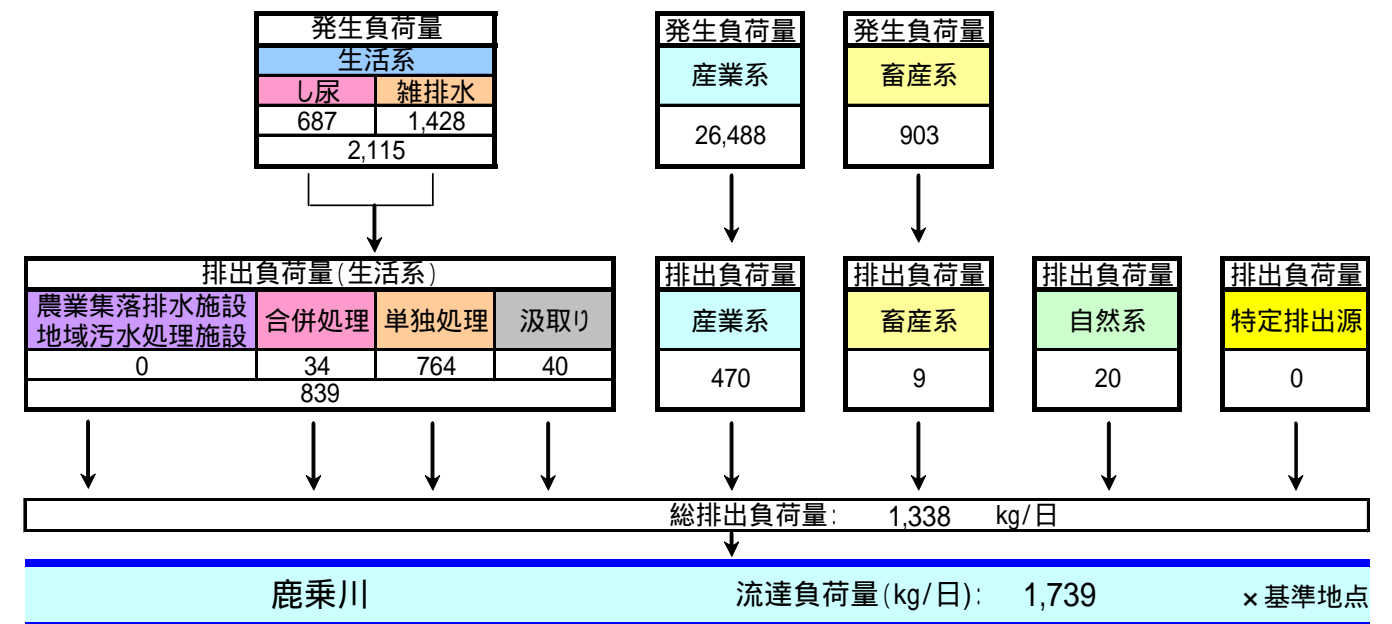 発生負荷量 発生負荷量 発生負荷量
生活系 産業系 畜産系
し尿 雑排水
687 1,428 26,488 903
2,115
排出負荷量(生活系) 排出負荷量 排出負荷量 排出負荷量 排出負荷量
農業集落排水施設
地域汚水処理施設 合併処理 単独処理 汲取り 産業系 畜産系 自然系 特定排出源
0 34 764 40 470 9 20 0
839
総排出負荷量: 1,338 kg/日
鹿乗川 流達負荷量(kg/日): 1,739 ×基準地点